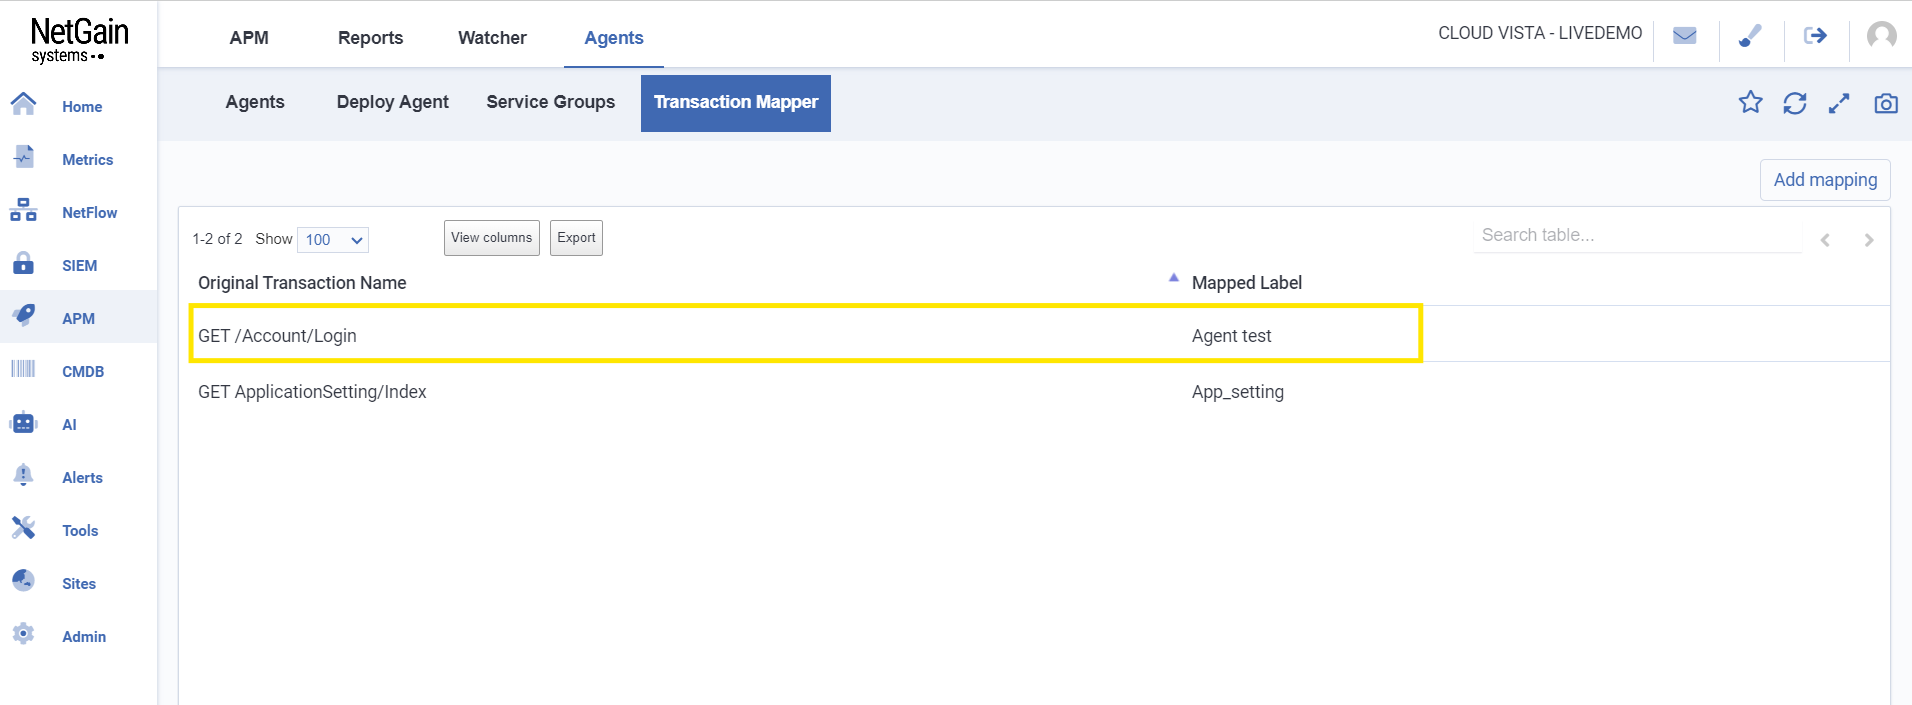 NetGain
systems
APM Reports Watcher Agents
CLOUD VISTA - LIVEDEMO
Agents Deploy Agent Service Groups Transaction Mapper
Home
Metrics
NetFlow
SIEM
APM
CMDB
AI
Alerts
Tools
Sites
Admin
Add mapping
1-2 of 2 Show 100 View columns Export Search table...
Original Transaction Name Mapped Label
GET /Account/Login Agent test
GET ApplicationSetting/Index App_setting